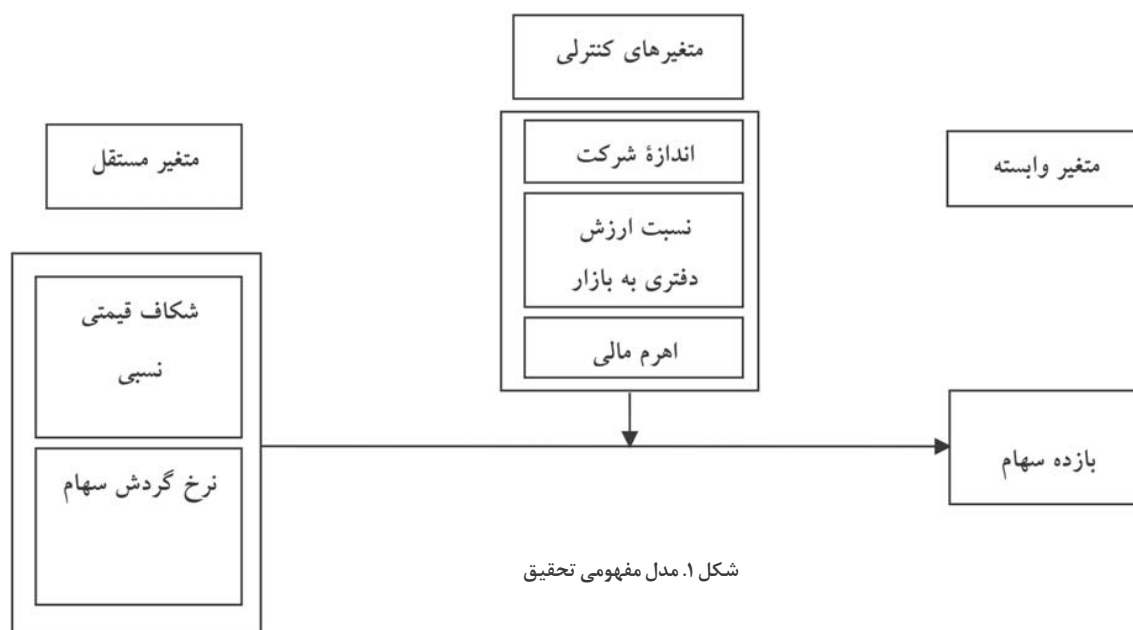 متغیرهای کنترلی
متغیر مستقل
اندازهٔ شرکت
متغیر وابسته
نسبت ارزش
دفتری به بازار
اهرم مالی
شکاف قیمتی
نسبی
نرخ گردش سهام
بازده سهام
شکل ۱. مدل مفهومی تحقیق